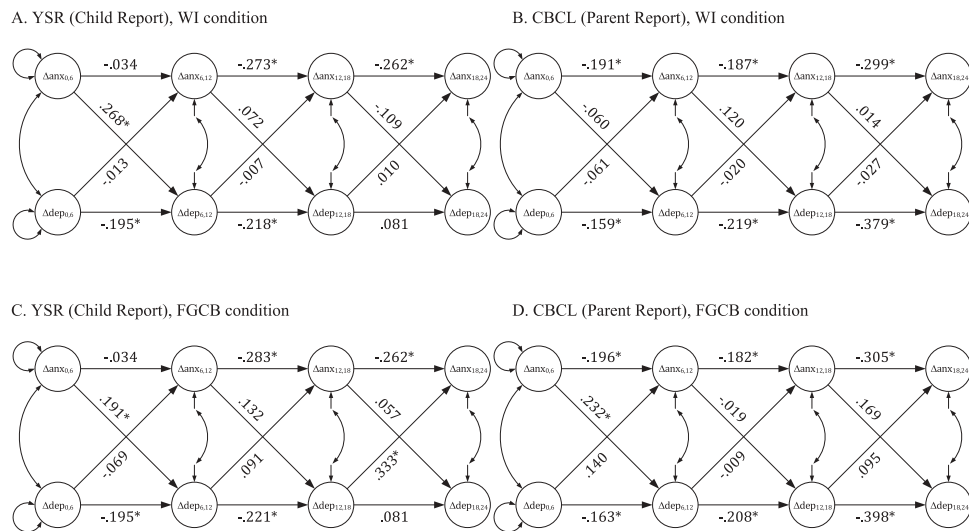 A. YSR (Child Report), WI condition
B. CBCL (Parent Report), WI condition
Δanx0,6 -.034 Δanx6,12 -.273* Δanx12,18 -.262* Δanx18,24
Δanx0,6 -.191* Δanx6,12 -.187* Δanx12,18 -.299* Δanx18,24
.268* .072 -.109
-.060 .120 .014
-.013 -.007 .010
-.061 -.020 -.027
Δdep0,6 -.195* Δdep6,12 -.218* Δdep12,18 .081 Δdep18,24
Δdep0,6 -.159* Δdep6,12 -.219* Δdep12,18 -.379* Δdep18,24
C. YSR (Child Report), FGCB condition
D. CBCL (Parent Report), FGCB condition
Δanx0,6 -.034 Δanx6,12 -.283* Δanx12,18 -.262* Δanx18,24
Δanx0,6 -.196* Δanx6,12 -.182* Δanx12,18 -.305* Δanx18,24
.191* .132 .057
.232* -.019 .169
-.069 .091 .333*
.140 -.009 .095
Δdep0,6 -.195* Δdep6,12 -.221* Δdep12,18 .081 Δdep18,24
Δdep0,6 -.163* Δdep6,12 -.208* Δdep12,18 -.398* Δdep18,24